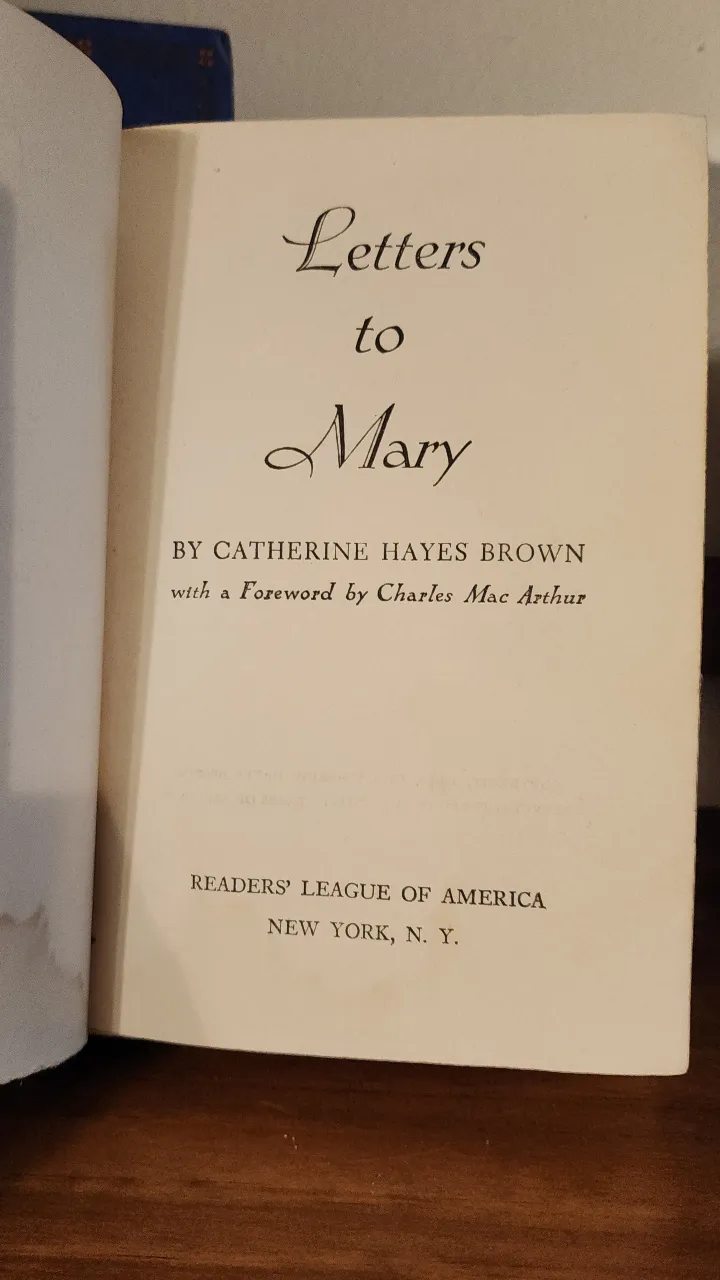 Letters
to
Mary
BY CATHERINE HAYES BROWN
with a Foreword by Charles Mac Arthur
READERS' LEAGUE OF AMERICA
NEW YORK, N. Y.